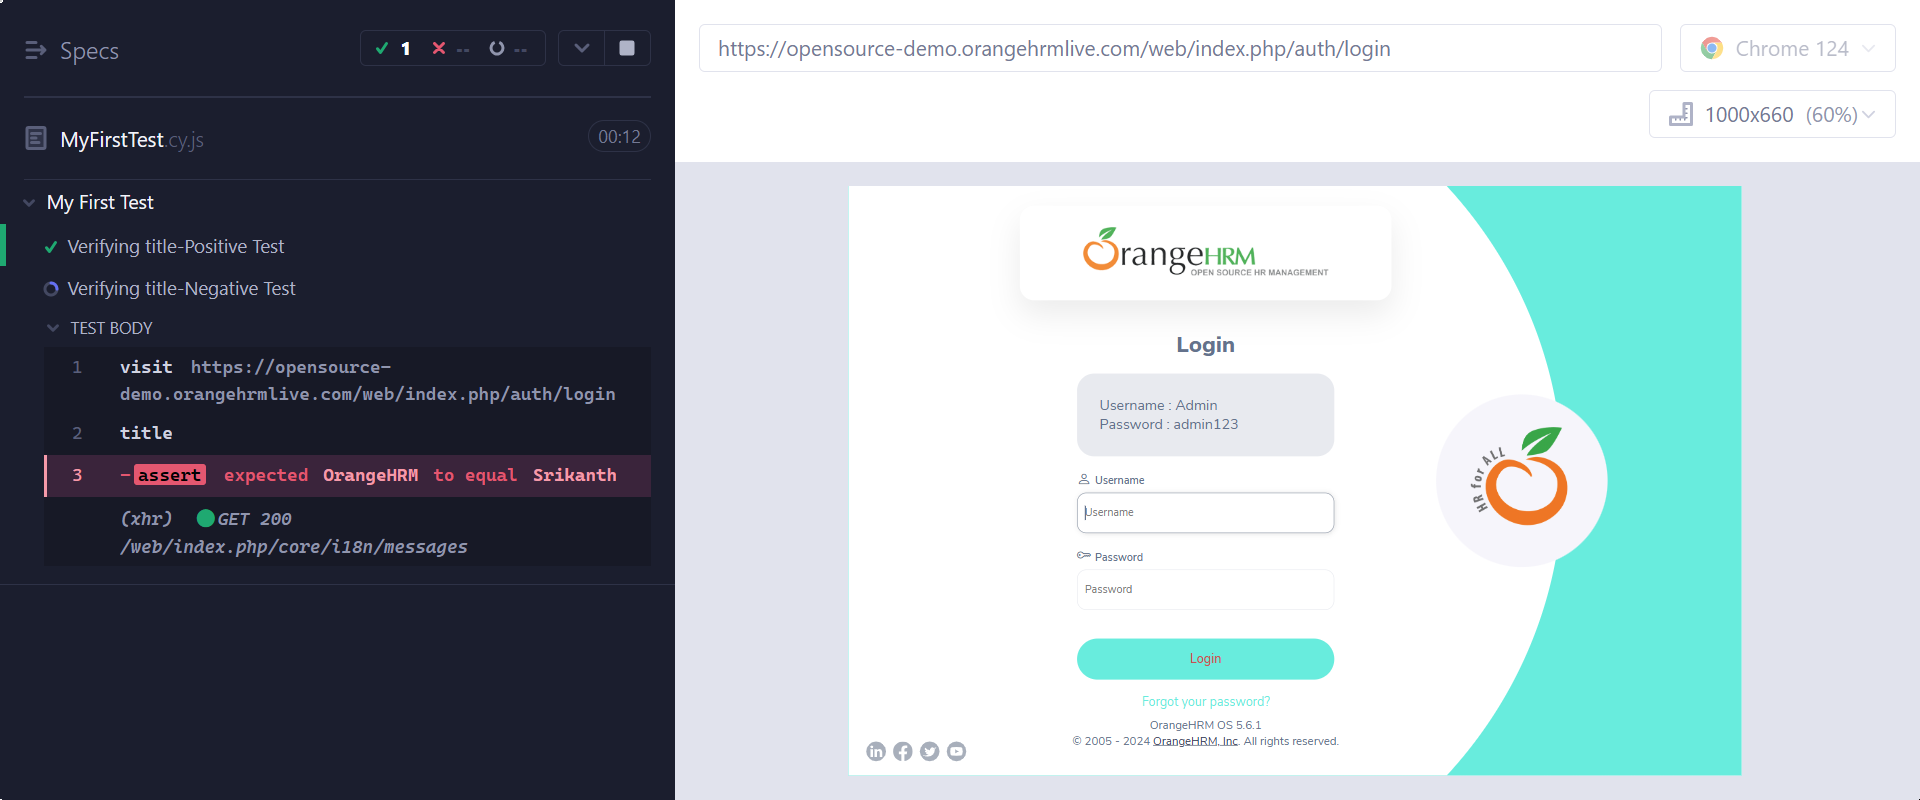 Specs
1 -- --
MyFirstTest.cy.js
00:12
My First Test
Verifying title-Positive Test
Verifying title-Negative Test
TEST BODY
1 visit https://opensource-
demo.orangehrmlive.com/web/index.php/auth/login
2 title
3 -assert expected OrangeHRM to equal Srikanth
(xhr) GET 200
/web/index.php/core/i18n/messages
https://opensource-demo.orangehrmlive.com/web/index.php/auth/login
Chrome 124
1000x660 (60%)
OrangeHRM
OPEN SOURCE HR MANAGEMENT
Login
Username : Admin
Password : admin123
Username
Username
Password
Password
Login
Forgot your password?
OrangeHRM OS 5.6.1
© 2005 - 2024 OrangeHRM, Inc. All rights reserved.
HR for ALL